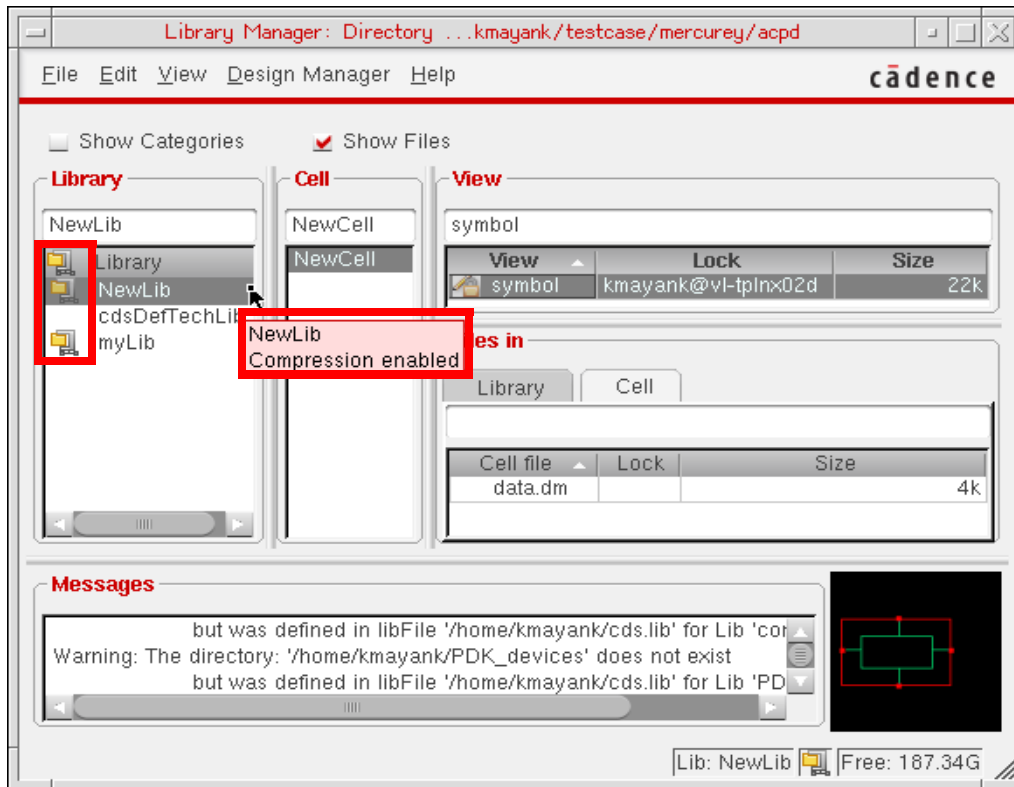 Library Manager: Directory ...kmayank/testcase/mercurey/acpd
File Edit View Design Manager Help
cādence
Show Categories Show Files
Library
Cell
View
NewLib
NewCell
symbol
Library
NewLib
cdsDefTechLib
myLib
NewCell
View Lock Size
symbol kmayank@vl-tplnx02d 22k
NewLib
Compression enabled
es in
Library Cell
Cell file Lock Size
data.dm 4k
Messages
but was defined in libFile '/home/kmayank/cds.lib' for Lib 'cor
Warning: The directory: '/home/kmayank/PDK_devices' does not exist
but was defined in libFile '/home/kmayank/cds.lib' for Lib 'PD
Lib: NewLib Free: 187.34G